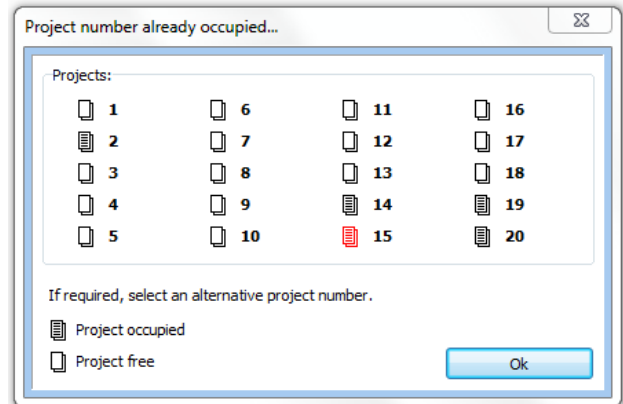 Project number already occupied...
Projects:
1 6 11 16
2 7 12 17
3 8 13 18
4 9 14 19
5 10 15 20
If required, select an alternative project number.
Project occupied
Project free
Ok